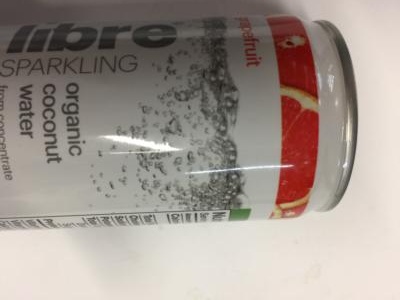 libre
SPARKLING
organic
coconut
water
from concentrate
grapefruit